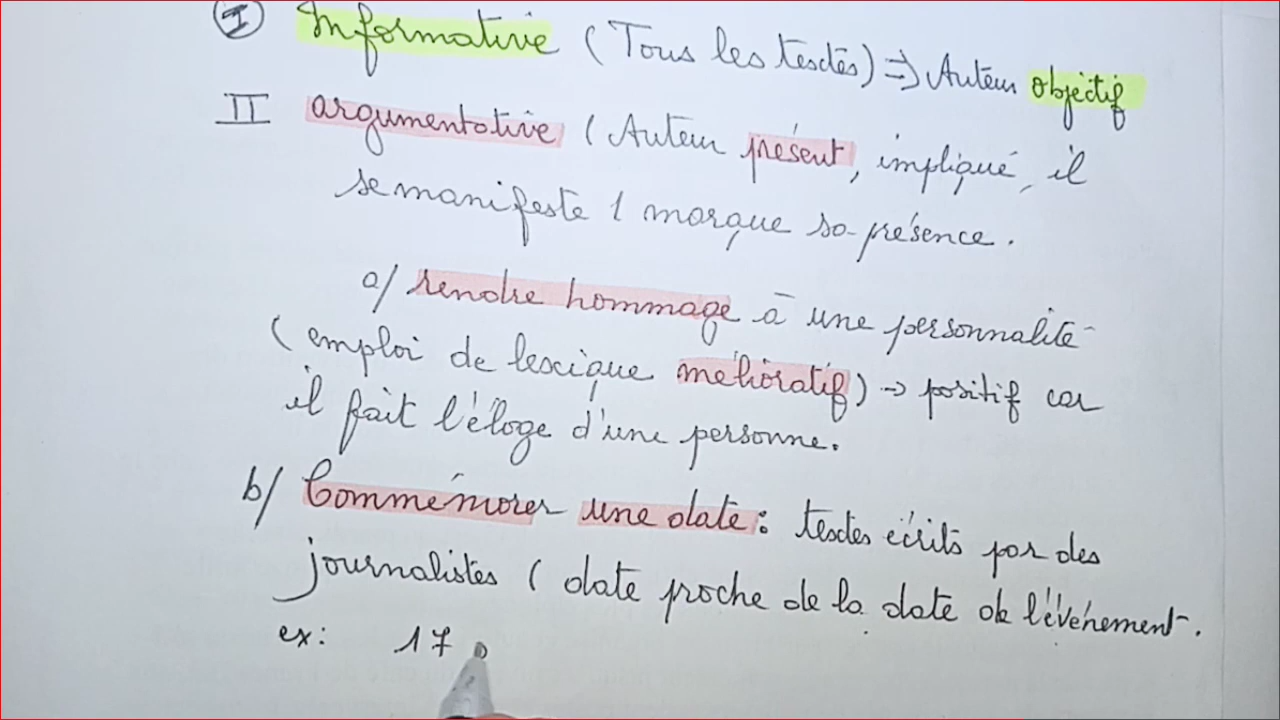 I Informative (Tous les textes) => Auteur objectif
II argumentative (Auteur présent, impliqué, il
se manifeste / marque sa présence.
a/ rendre hommage à une personnalité
(emploi de lexique mélioratif) -> positif car
il fait l'éloge d'une personne.
b/ Commémorer une date : textes écrits par des
journalistes (date proche de la date de l'événement.
ex: 17